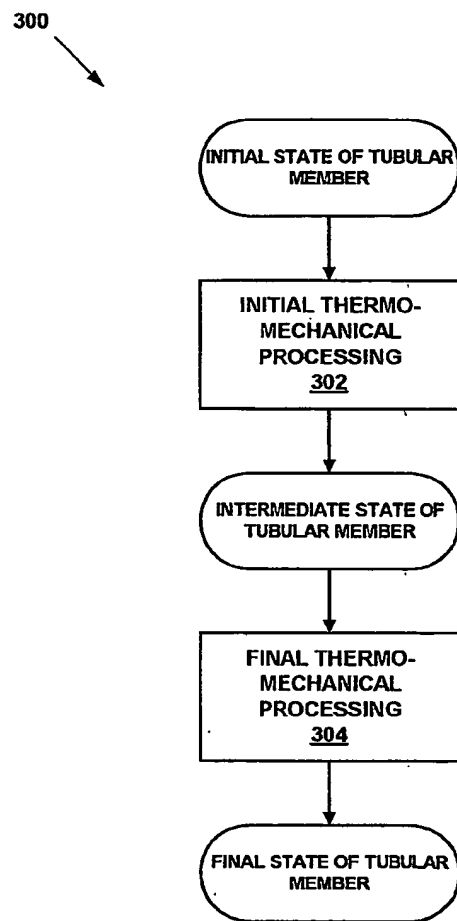 300
INITIAL STATE OF TUBULAR
MEMBER
INITIAL THERMO-
MECHANICAL
PROCESSING
302
INTERMEDIATE STATE OF
TUBULAR MEMBER
FINAL THERMO-
MECHANICAL
PROCESSING
304
FINAL STATE OF TUBULAR
MEMBER